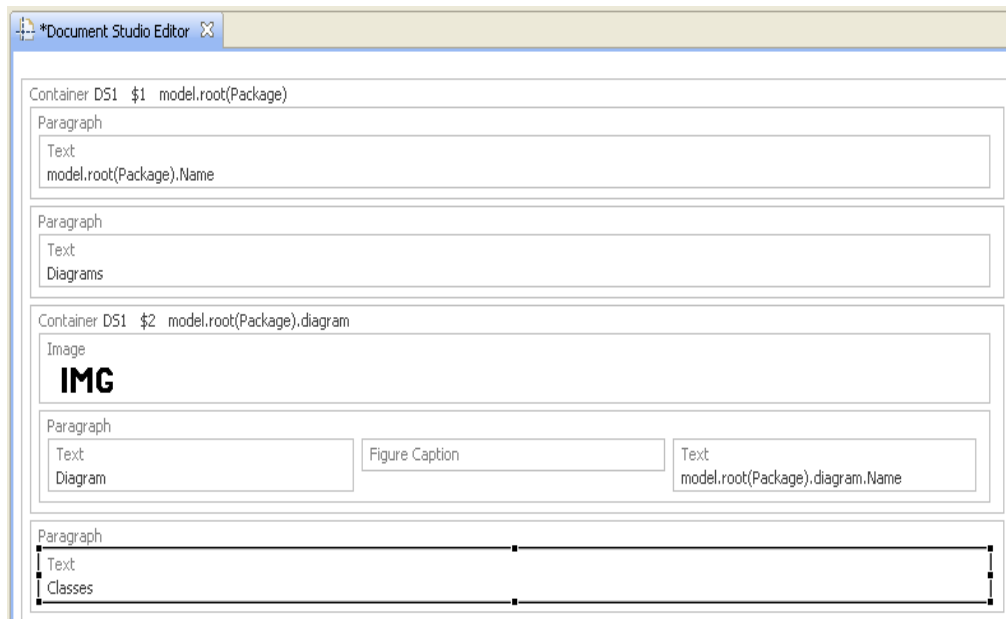 *Document Studio Editor
Container DS1 $1 model.root(Package)
Paragraph
Text
model.root(Package).Name
Paragraph
Text
Diagrams
Container DS1 $2 model.root(Package).diagram
Image
IMG
Paragraph
Text
Diagram
Figure Caption
Text
model.root(Package).diagram.Name
Paragraph
Text
Classes